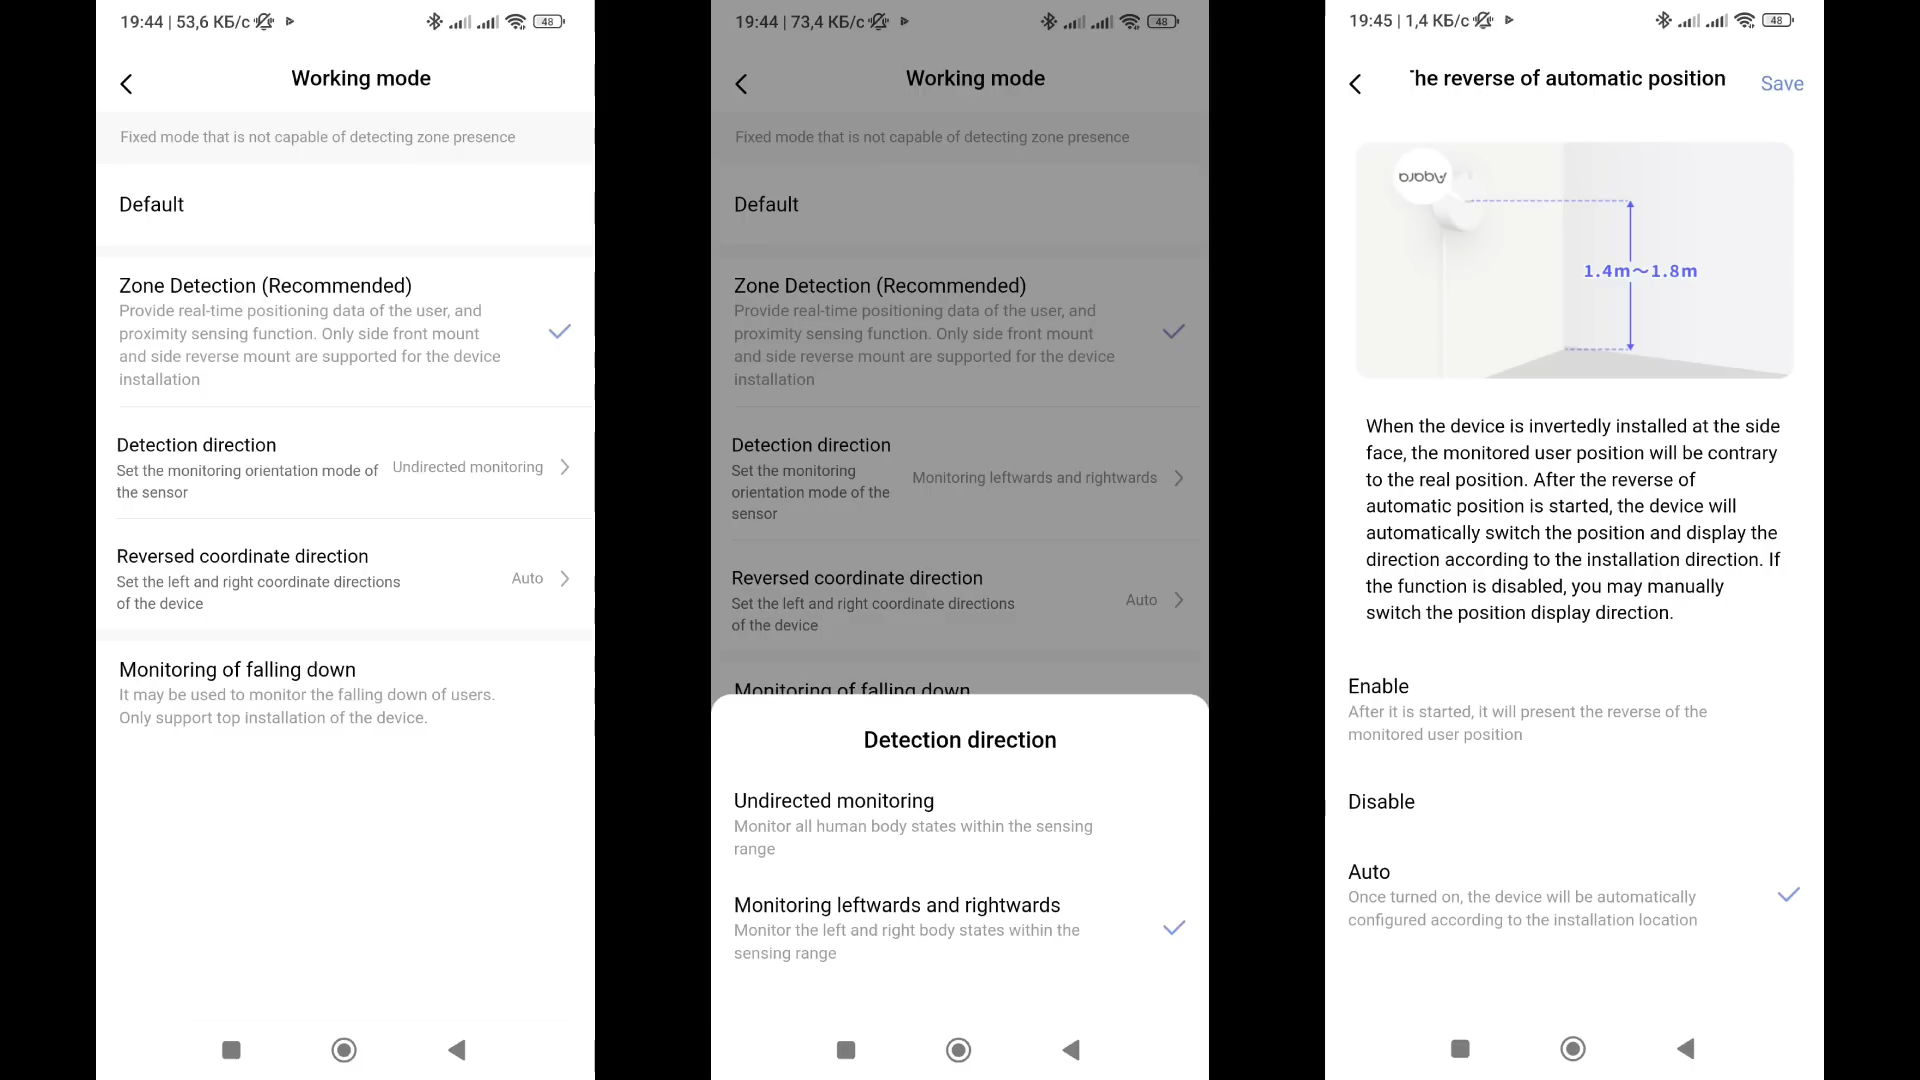 19:44 | 53,6 КБ/с
48
Working mode
Fixed mode that is not capable of detecting zone presence
Default
Zone Detection (Recommended)
Provide real-time positioning data of the user, and
proximity sensing function. Only side front mount
and side reverse mount are supported for the device
installation
Detection direction
Set the monitoring orientation mode of
the sensor
Undirected monitoring
Reversed coordinate direction
Set the left and right coordinate directions
of the device
Auto
Monitoring of falling down
It may be used to monitor the falling down of users.
Only support top installation of the device.
19:44 | 73,4 КБ/с
48
Working mode
Fixed mode that is not capable of detecting zone presence
Default
Zone Detection (Recommended)
Provide real-time positioning data of the user, and
proximity sensing function. Only side front mount
and side reverse mount are supported for the device
installation
Detection direction
Set the monitoring
orientation mode of the
sensor
Monitoring leftwards and rightwards
Reversed coordinate direction
Set the left and right coordinate directions
of the device
Auto
Monitoring of falling down
Detection direction
Undirected monitoring
Monitor all human body states within the sensing
range
Monitoring leftwards and rightwards
Monitor the left and right body states within the
sensing range
19:45 | 1,4 КБ/с
48
The reverse of automatic position
Save
Aqara
1.4m～1.8m
When the device is invertedly installed at the side
face, the monitored user position will be contrary
to the real position. After the reverse of
automatic position is started, the device will
automatically switch the position and display the
direction according to the installation direction. If
the function is disabled, you may manually
switch the position display direction.
Enable
After it is started, it will present the reverse of the
monitored user position
Disable
Auto
Once turned on, the device will be automatically
configured according to the installation location